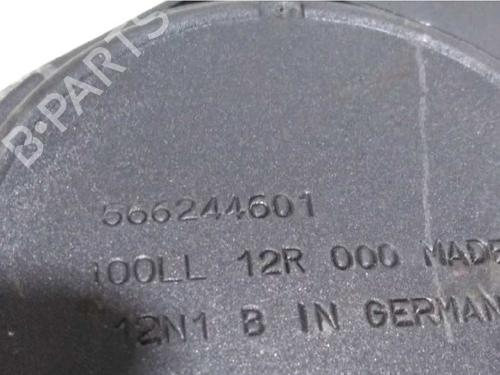 B-PARTS
566244601
100LL 12R 000 MADE
12N1 B IN GERMAN